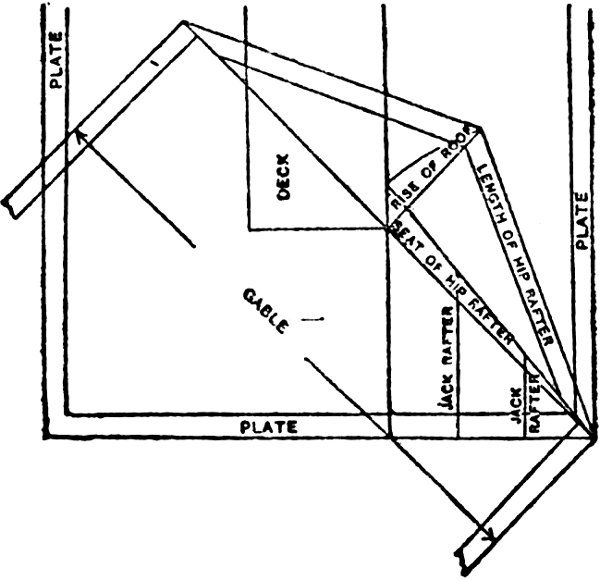 PLATE
DECK
RISE OF ROOF
LENGTH OF HIP RAFTER
PLATE
SEAT OF HIP RAFTER
GABLE
JACK RAFTER
JACK
RAFTER
PLATE